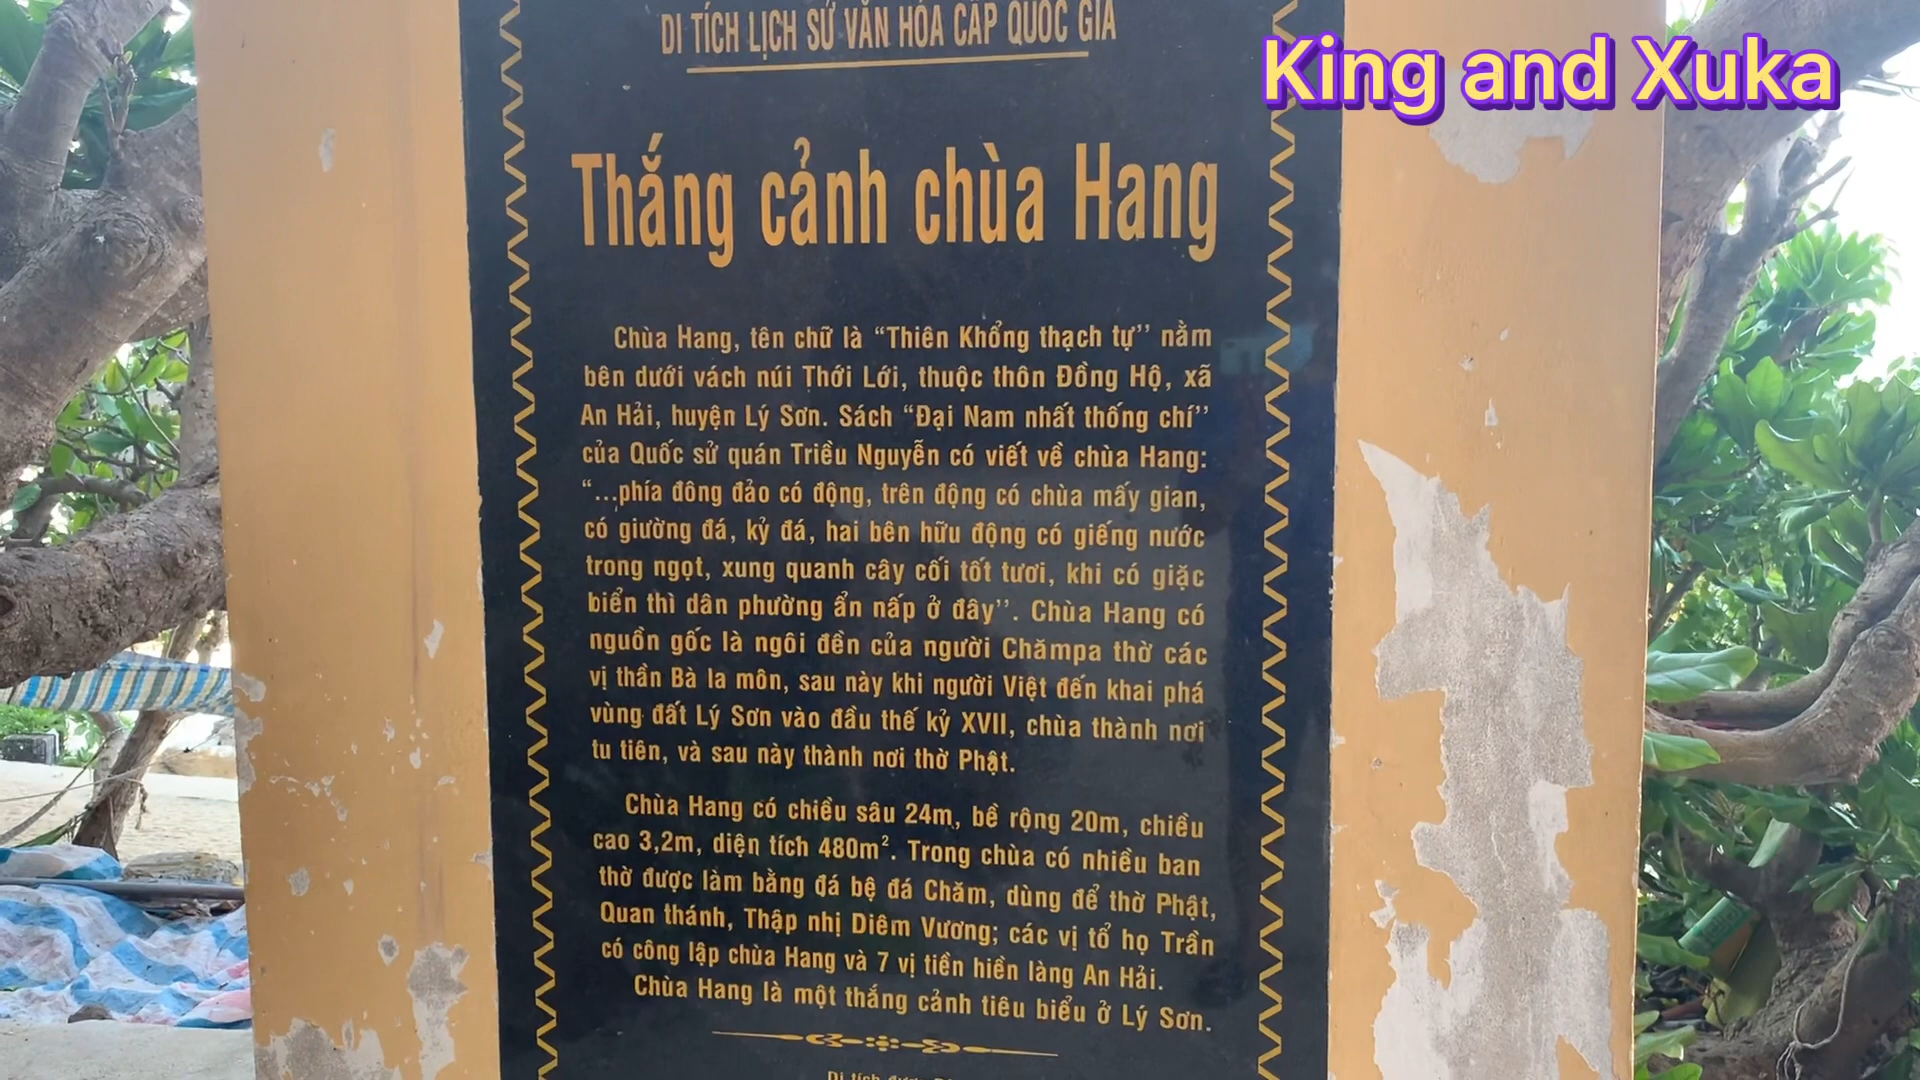 DI TÍCH LỊCH SỬ VĂN HÓA CẤP QUỐC GIA
King and Xuka
Thắng cảnh chùa Hang
Chùa Hang, tên chữ là “Thiên Khổng thạch tự’’ nằm
bên dưới vách núi Thới Lới, thuộc thôn Đồng Hộ, xã
An Hải, huyện Lý Sơn. Sách “Đại Nam nhất thống chí’’
của Quốc sử quán Triều Nguyễn có viết về chùa Hang:
“...phía đông đảo có động, trên động có chùa mấy gian,
có giường đá, kỷ đá, hai bên hữu động có giếng nước
trong ngọt, xung quanh cây cối tốt tươi, khi có giặc
biển thì dân phường ẩn nấp ở đây’’. Chùa Hang có
nguồn gốc là ngôi đền của người Chămpa thờ các
vị thần Bà la môn, sau này khi người Việt đến khai phá
vùng đất Lý Sơn vào đầu thế kỷ XVII, chùa thành nơi
tu tiên, và sau này thành nơi thờ Phật.
Chùa Hang có chiều sâu 24m, bề rộng 20m, chiều
cao 3,2m, diện tích 480m². Trong chùa có nhiều ban
thờ được làm bằng đá bệ đá Chăm, dùng để thờ Phật,
Quan thánh, Thập nhị Diêm Vương; các vị tổ họ Trần
có công lập chùa Hang và 7 vị tiền hiền làng An Hải.
Chùa Hang là một thắng cảnh tiêu biểu ở Lý Sơn.
Di tích